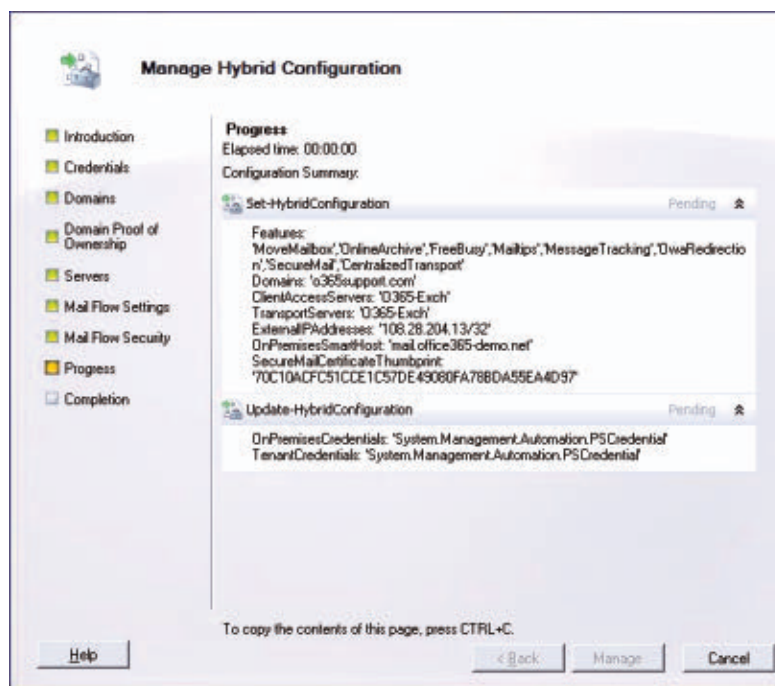 Manage Hybrid Configuration
Introduction
Credentials
Domains
Domain Proof of
Ownership
Servers
Mail Flow Settings
Mail Flow Security
Progress
Completion
Progress
Elapsed time: 00:00:00
Configuration Summary:
Set-HybridConfiguration Pending
Features:
'MoveMailbox','OnlineArchive','FreeBusy','Mailtips','MessageTracking','OwaRedirectio
n','SecureMail','CentralizedTransport'
Domains: 'o365support.com'
ClientAccessServers: 'O365-Exch'
TransportServers: 'O365-Exch'
ExternalIPAddresses: '108.28.204.13/32'
OnPremisesSmartHost: 'mail.office365-demo.net'
SecureMailCertificateThumbprint:
'70C10ACFC51CCE1C57DE49080FA78BDA55EA4D97'
Update-HybridConfiguration Pending
OnPremisesCredentials: 'System.Management.Automation.PSCredential'
TenantCredentials: 'System.Management.Automation.PSCredential'
To copy the contents of this page, press CTRL+C.
Help
< Back
Manage
Cancel